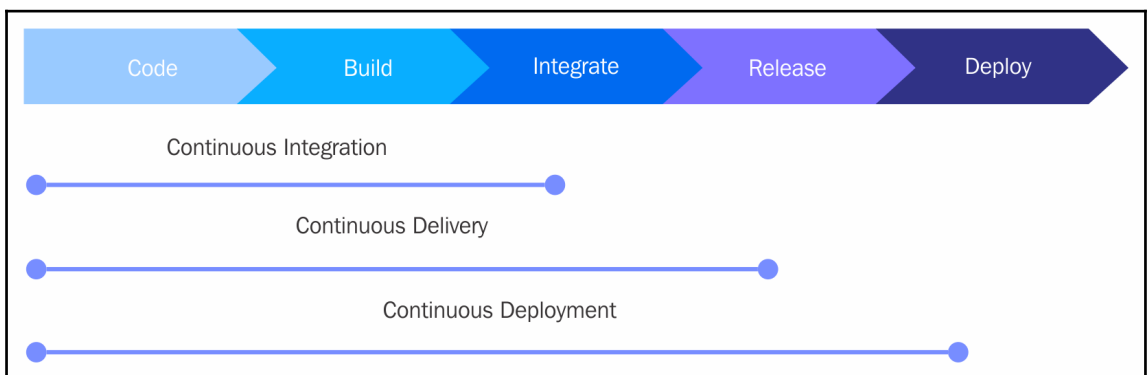 Code
Build
Integrate
Release
Deploy
Continuous Integration
Continuous Delivery
Continuous Deployment